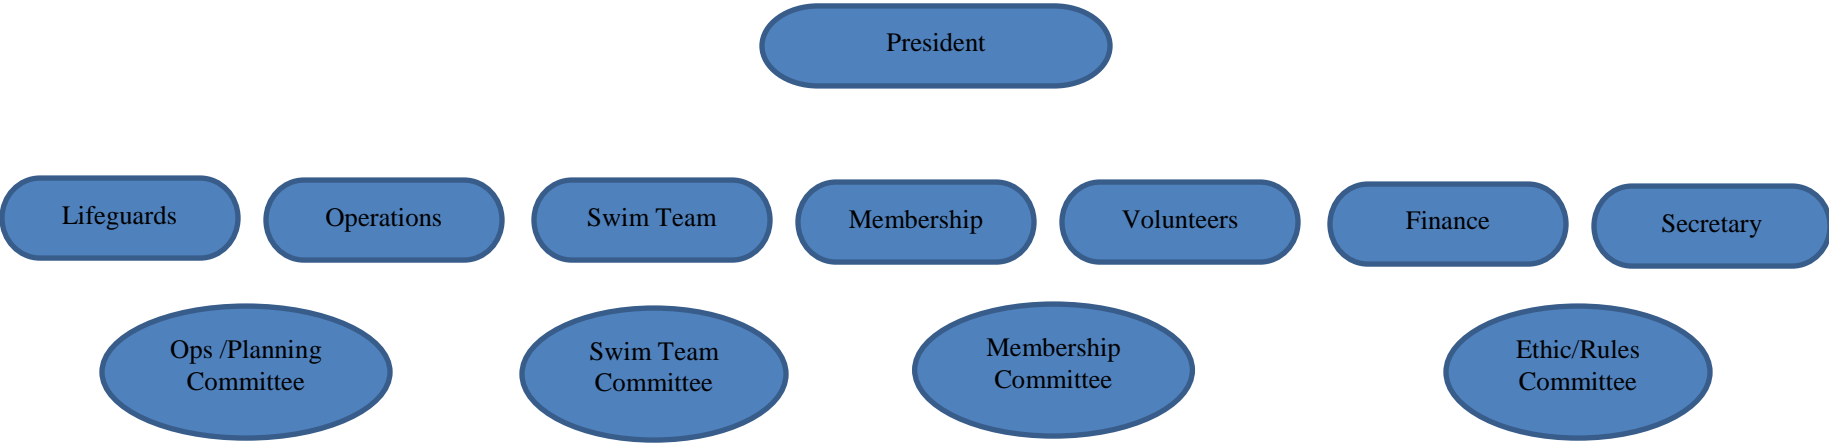 President
Lifeguards
Operations
Swim Team
Membership
Volunteers
Finance
Secretary
Ops /Planning
Committee
Swim Team
Committee
Membership
Committee
Ethic/Rules
Committee